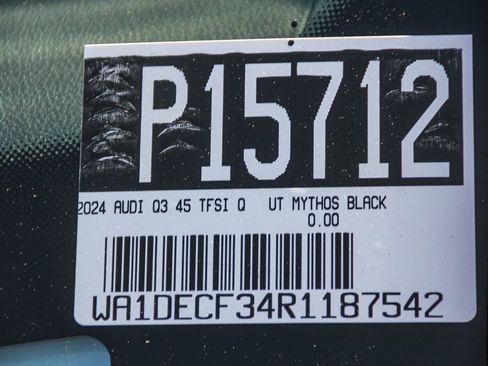 P15712
2024 AUDI Q3 45 TFSI Q UT MYTHOS BLACK
0.00
WA1DECF34R1187542